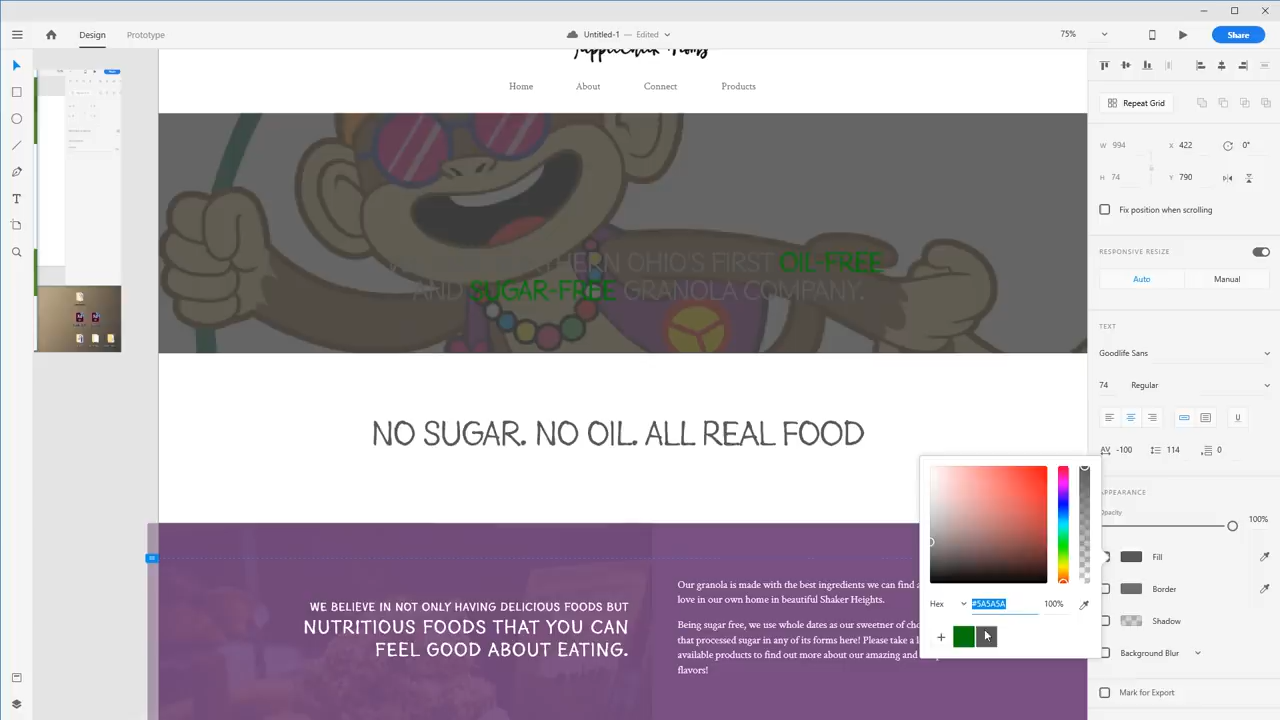 Design
Prototype
Untitled-1 — Edited
75%
Share
Home
About
Connect
Products
OHIO'S FIRST OIL-FREE
AND SUGAR-FREE GRANOLA COMPANY.
NO SUGAR. NO OIL. ALL REAL FOOD
WE BELIEVE IN NOT ONLY HAVING DELICIOUS FOODS BUT
NUTRITIOUS FOODS THAT YOU CAN
FEEL GOOD ABOUT EATING.
Our granola is made with the best ingredients we can find
love in our own home in beautiful Shaker Heights.
Being sugar free, we use whole dates as our sweetner of
that processed sugar in any of its forms here! Please take a
available products to find out more about our amazing and
flavors!
Repeat Grid
W 994
X 422
0°
H 74
Y 790
Fix position when scrolling
RESPONSIVE RESIZE
Auto
Manual
TEXT
Goodlife Sans
74
Regular
AV -100
114
0
APPEARANCE
Opacity
100%
Fill
Border
Shadow
Background Blur
Mark for Export
Hex
#5A5A5A
100%